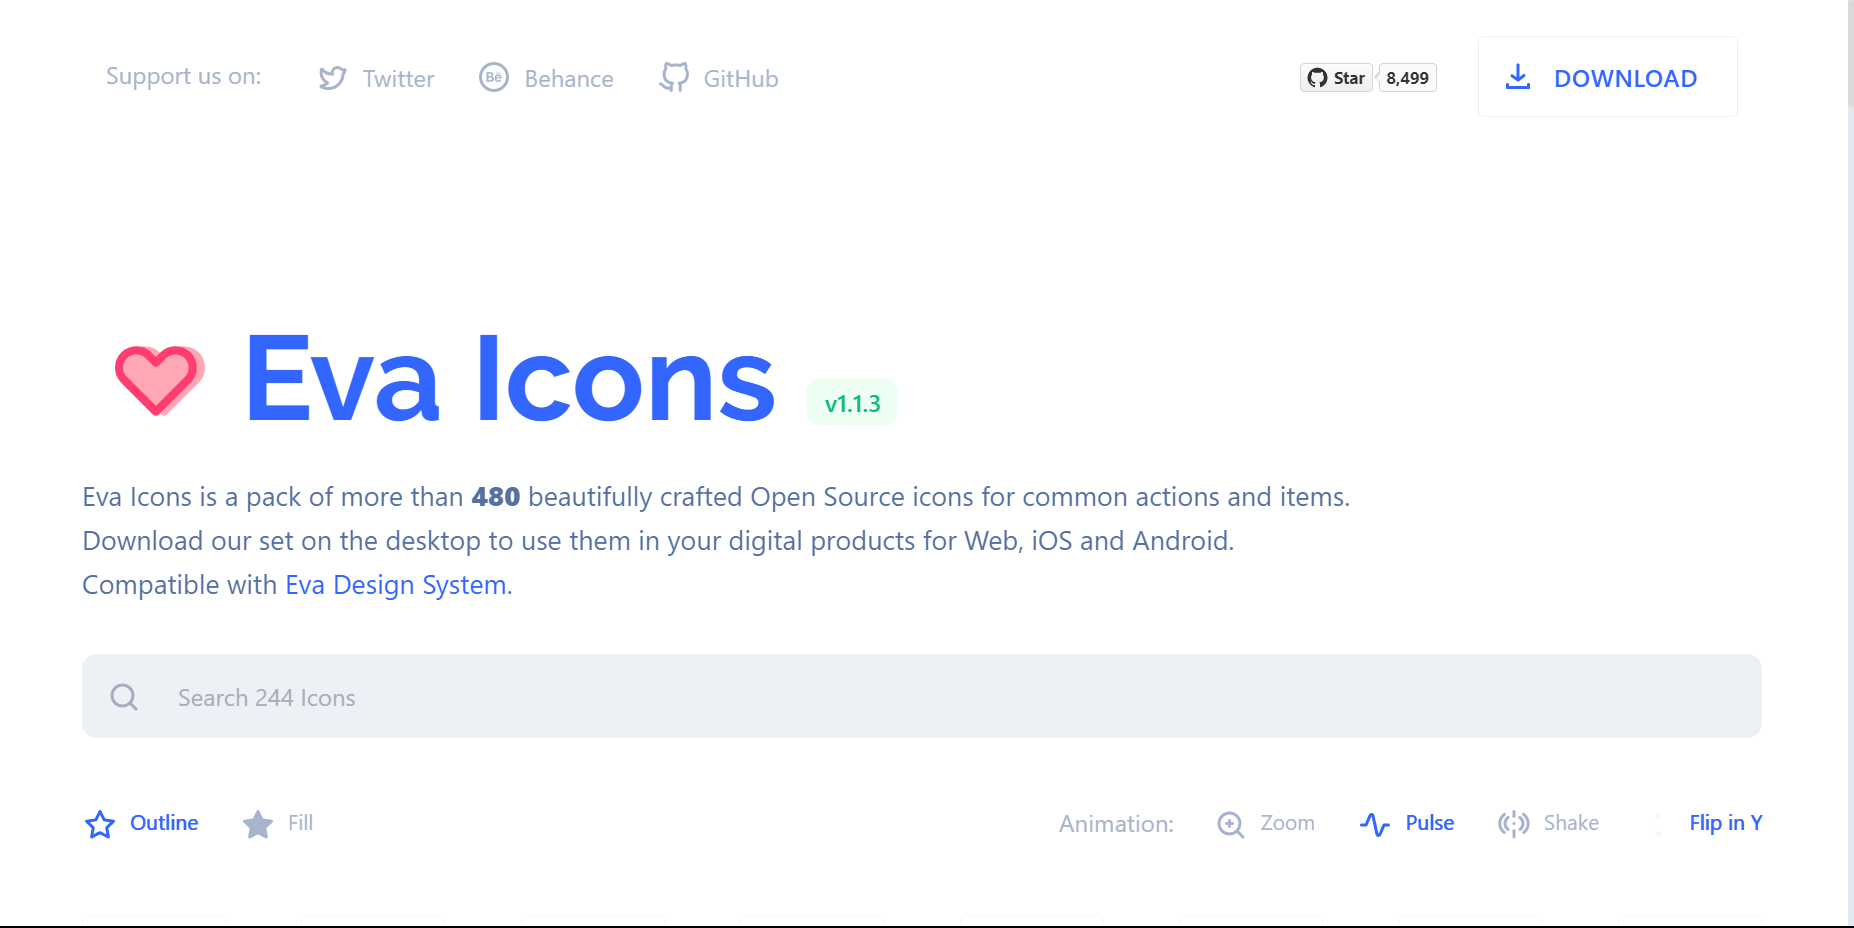 Support us on: Twitter Behance GitHub Star 8,499 DOWNLOAD
Eva Icons v1.1.3
Eva Icons is a pack of more than 480 beautifully crafted Open Source icons for common actions and items.
Download our set on the desktop to use them in your digital products for Web, iOS and Android.
Compatible with Eva Design System.
Search 244 Icons
Outline Fill Animation: Zoom Pulse Shake Flip in Y